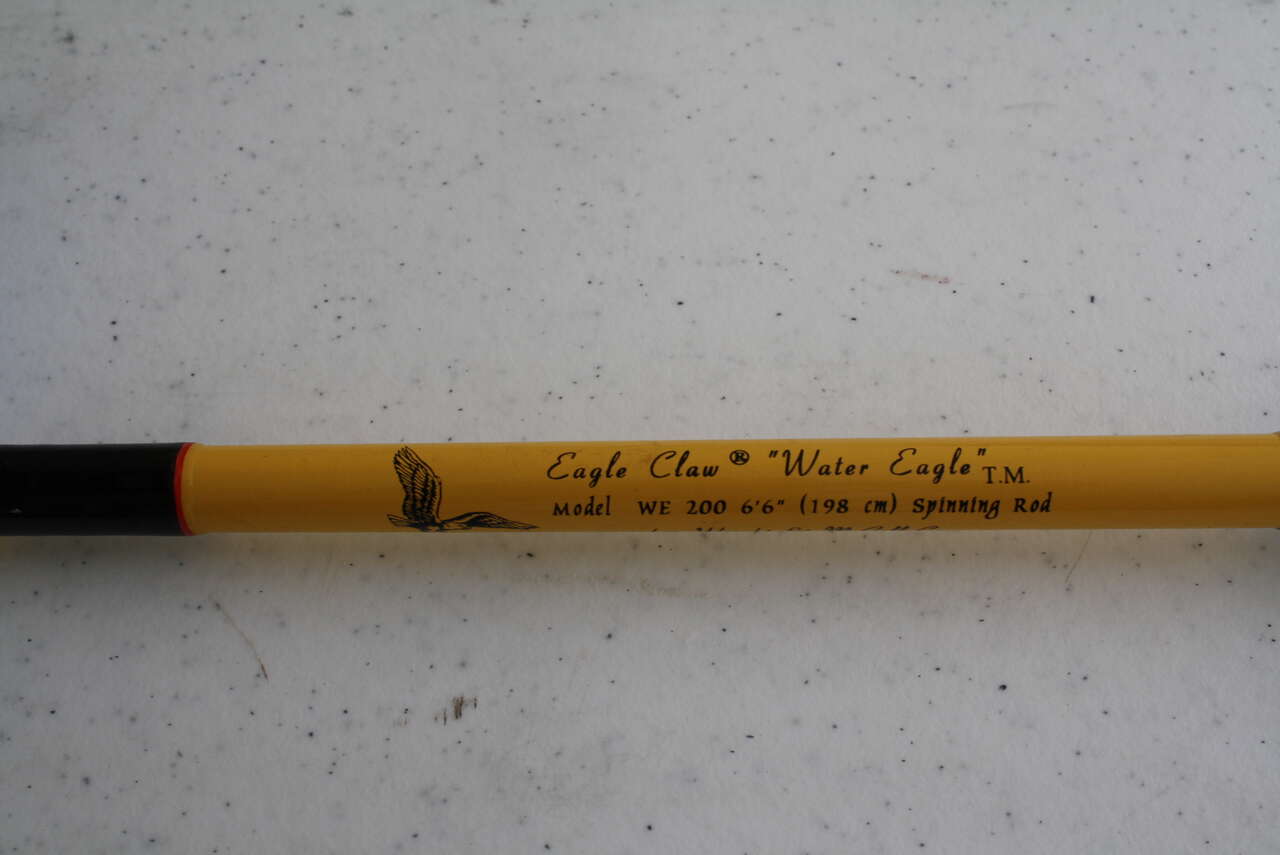 Eagle Claw® "Water Eagle" T.M.
Model WE 200 6'6" (198 cm) Spinning Rod